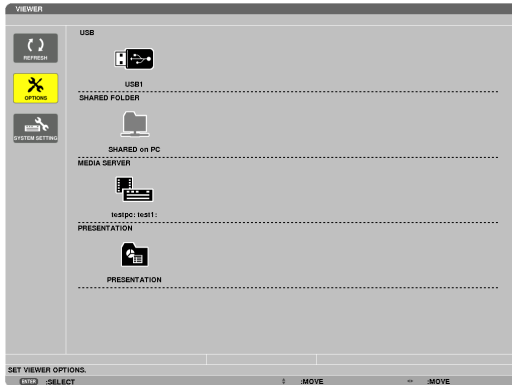 VIEWER
REFRESH
OPTIONS
SYSTEM SETTING
USB
USB1
SHARED FOLDER
SHARED on PC
MEDIA SERVER
testpc: test1:
PRESENTATION
PRESENTATION
SET VIEWER OPTIONS.
ENTER :SELECT :MOVE :MOVE